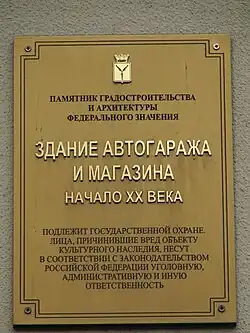 ПАМЯТНИК ГРАДОСТРОИТЕЛЬСТВА
И АРХИТЕКТУРЫ
ФЕДЕРАЛЬНОГО ЗНАЧЕНИЯ
ЗДАНИЕ АВТОГАРАЖА
И МАГАЗИНА
НАЧАЛО XX ВЕКА
ПОДЛЕЖИТ ГОСУДАРСТВЕННОЙ ОХРАНЕ.
ЛИЦА, ПРИЧИНИВШИЕ ВРЕД ОБЪЕКТУ
КУЛЬТУРНОГО НАСЛЕДИЯ, НЕСУТ
В СООТВЕТСТВИИ С ЗАКОНОДАТЕЛЬСТВОМ
РОССИЙСКОЙ ФЕДЕРАЦИИ УГОЛОВНУЮ,
АДМИНИСТРАТИВНУЮ И ИНУЮ
ОТВЕТСТВЕННОСТЬ